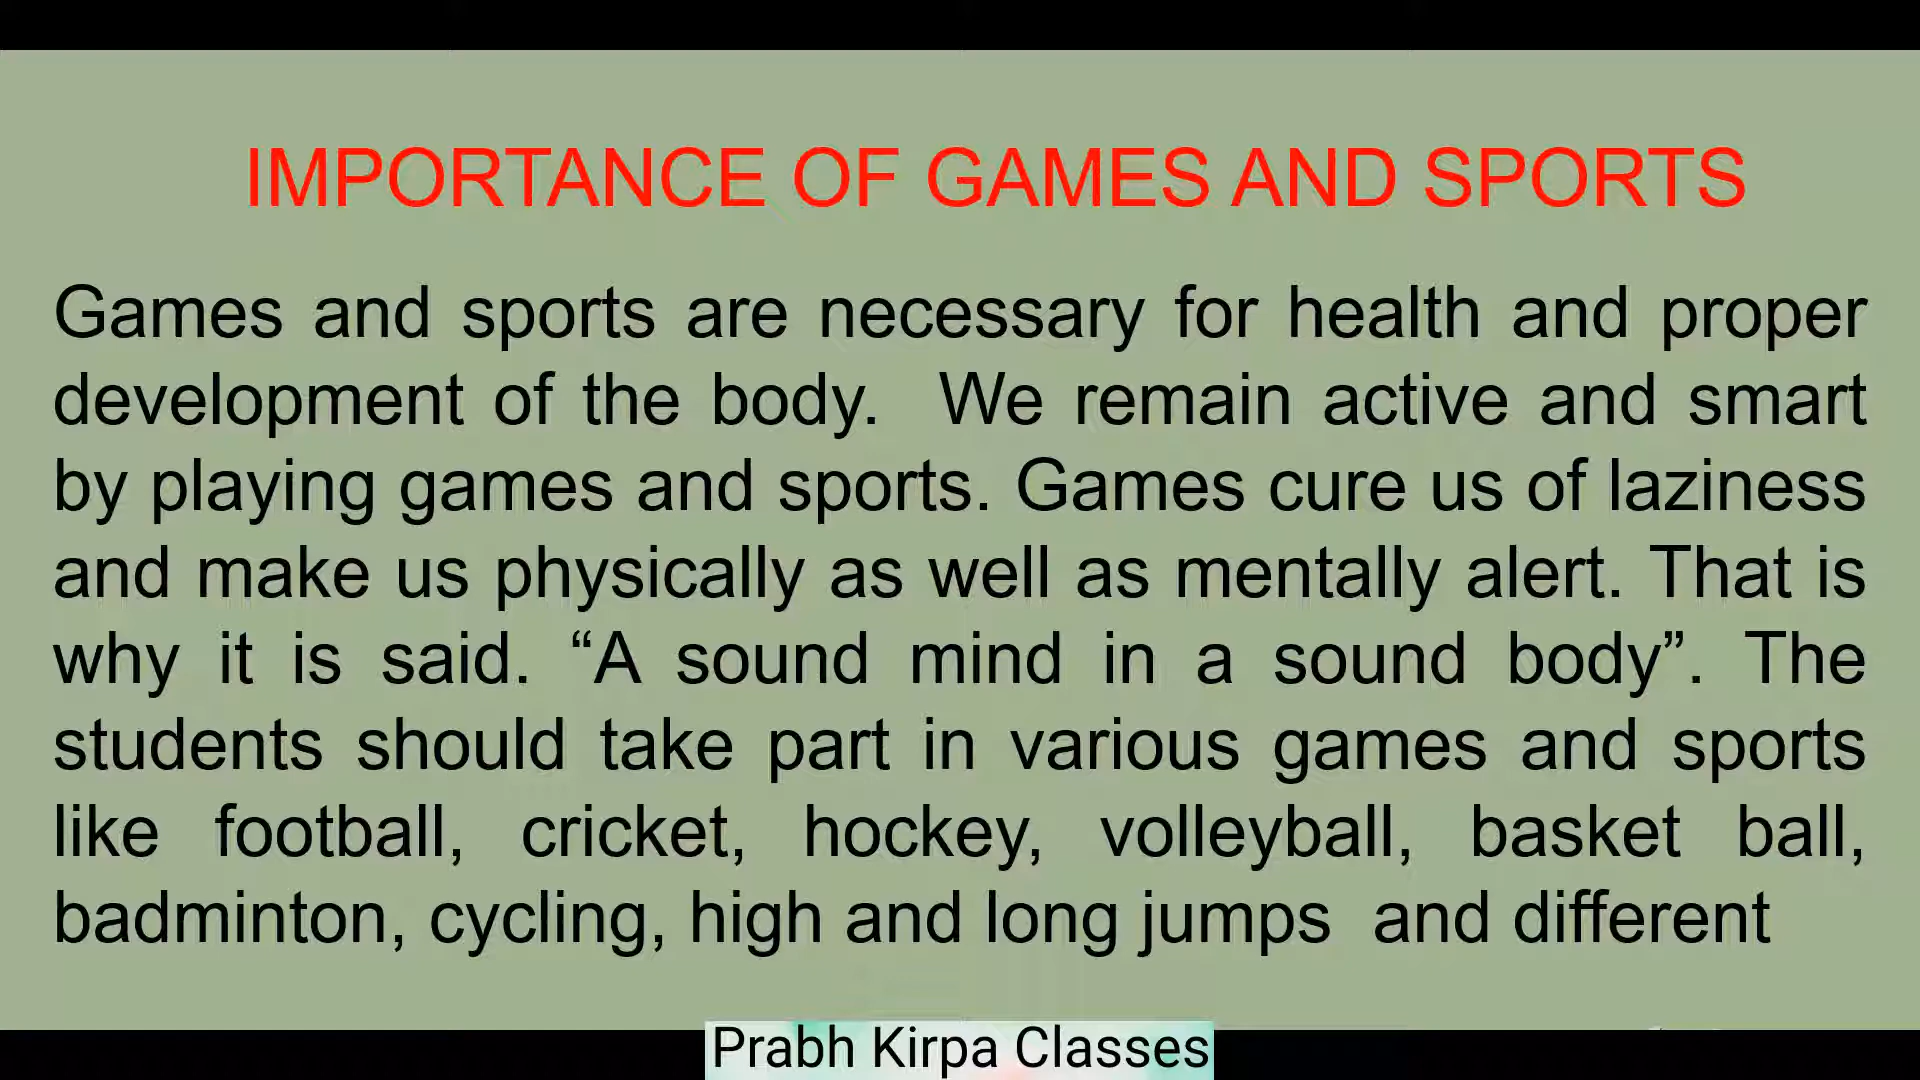 IMPORTANCE OF GAMES AND SPORTS
Games and sports are necessary for health and proper
development of the body.  We remain active and smart
by playing games and sports. Games cure us of laziness
and make us physically as well as mentally alert. That is
why it is said. “A sound mind in a sound body”. The
students should take part in various games and sports
like football, cricket, hockey, volleyball, basket ball,
badminton, cycling, high and long jumps  and different
Prabh Kirpa Classes